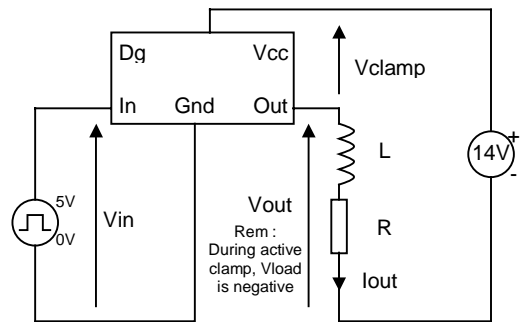 Dg Vcc
Vclamp
In Gnd Out
14V
+
-
L
5V
0V
Vin
Vout
Rem :
During active
clamp, Vload
is negative
R
Iout